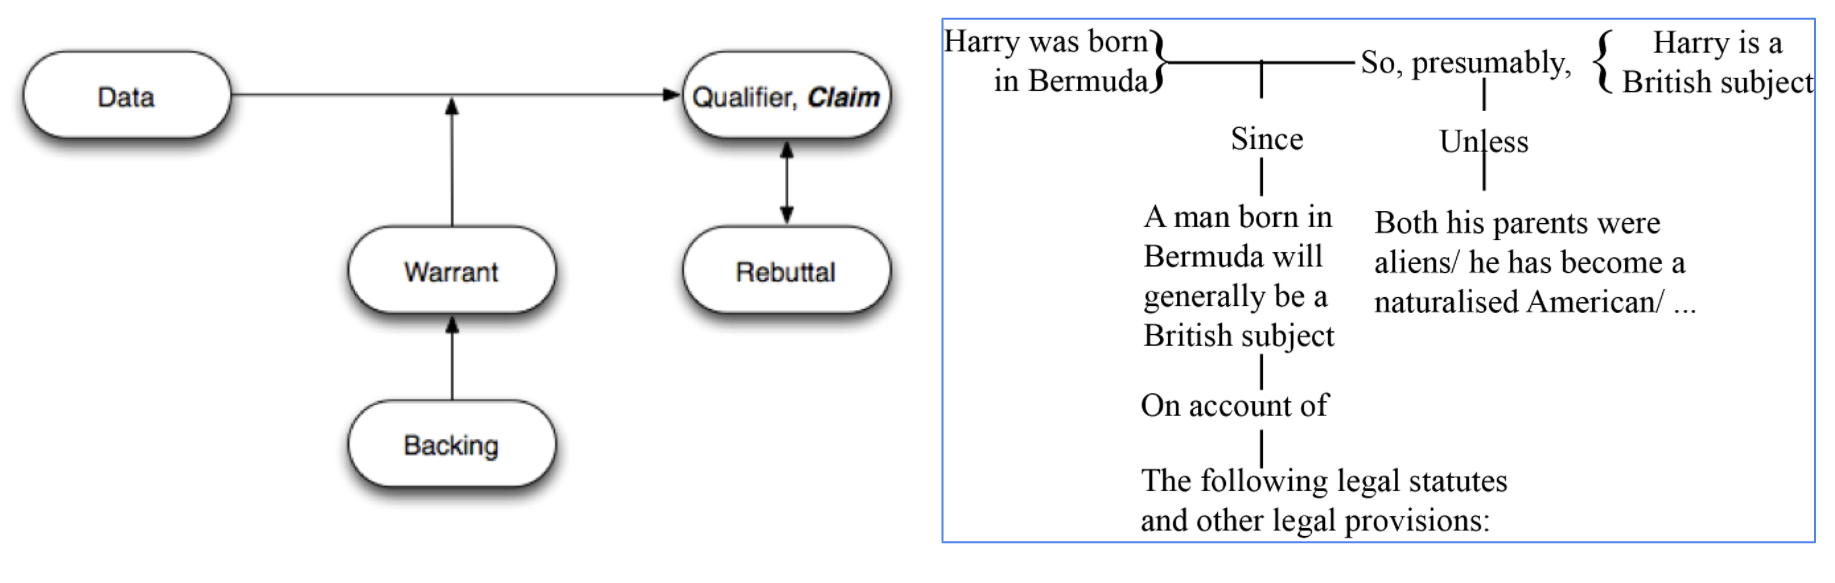 Data
Qualifier, Claim
Warrant
Rebuttal
Backing
Harry was born
in Bermuda
So, presumably,
Harry is a
British subject
Since
Unless
A man born in
Bermuda will
generally be a
British subject
Both his parents were
aliens/ he has become a
naturalised American/ ...
On account of
The following legal statutes
and other legal provisions: